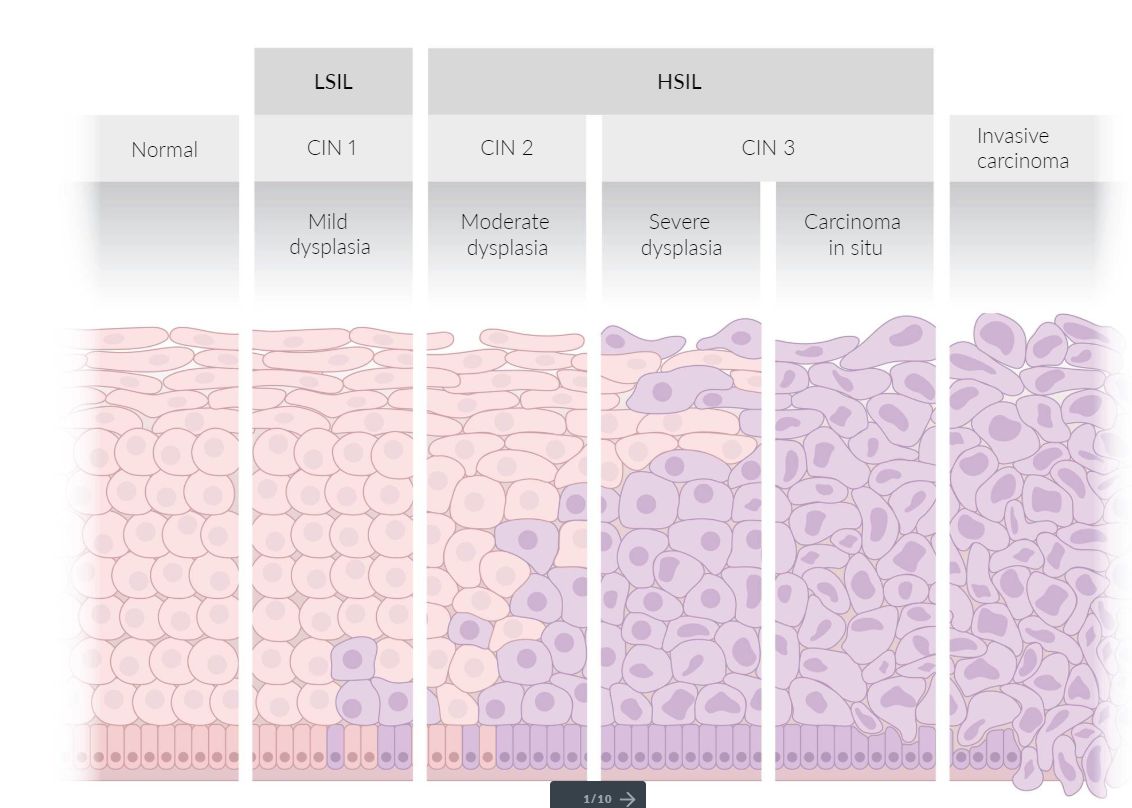 LSIL
HSIL
Normal
CIN 1
CIN 2
CIN 3
Invasive
carcinoma
Mild
dysplasia
Moderate
dysplasia
Severe
dysplasia
Carcinoma
in situ
1/10 →